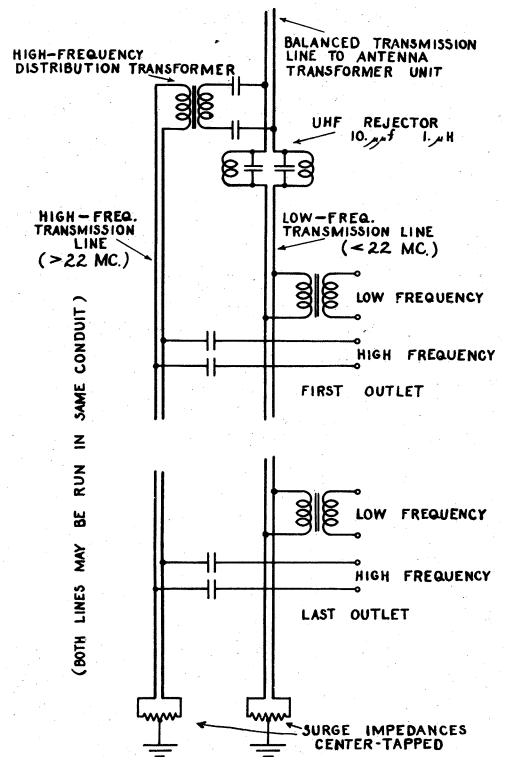 HIGH-FREQUENCY
DISTRIBUTION TRANSFORMER
BALANCED TRANSMISSION
LINE TO ANTENNA
TRANSFORMER UNIT
UHF REJECTOR
10.μμf 1.μH
HIGH-FREQ.
TRANSMISSION
LINE
(>22 MC.)
LOW-FREQ.
TRANSMISSION LINE
(<22 MC.)
LOW FREQUENCY
HIGH FREQUENCY
FIRST OUTLET
(BOTH LINES MAY BE RUN IN SAME CONDUIT)
LOW FREQUENCY
HIGH FREQUENCY
LAST OUTLET
SURGE IMPEDANCES
CENTER-TAPPED